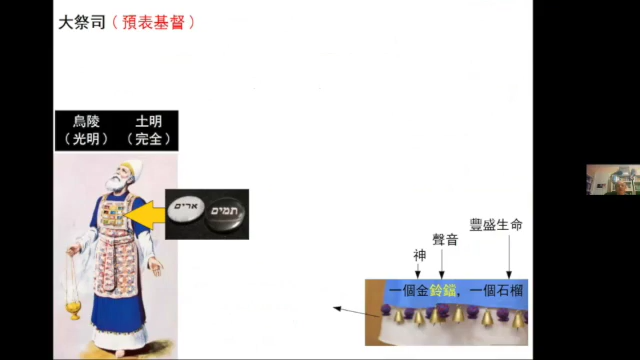 大祭司（預表基督）
烏陵 土明
（光明） （完全）
אורים תמים
豐盛生命
聲音
神
一個金鈴鐺，一個石榴